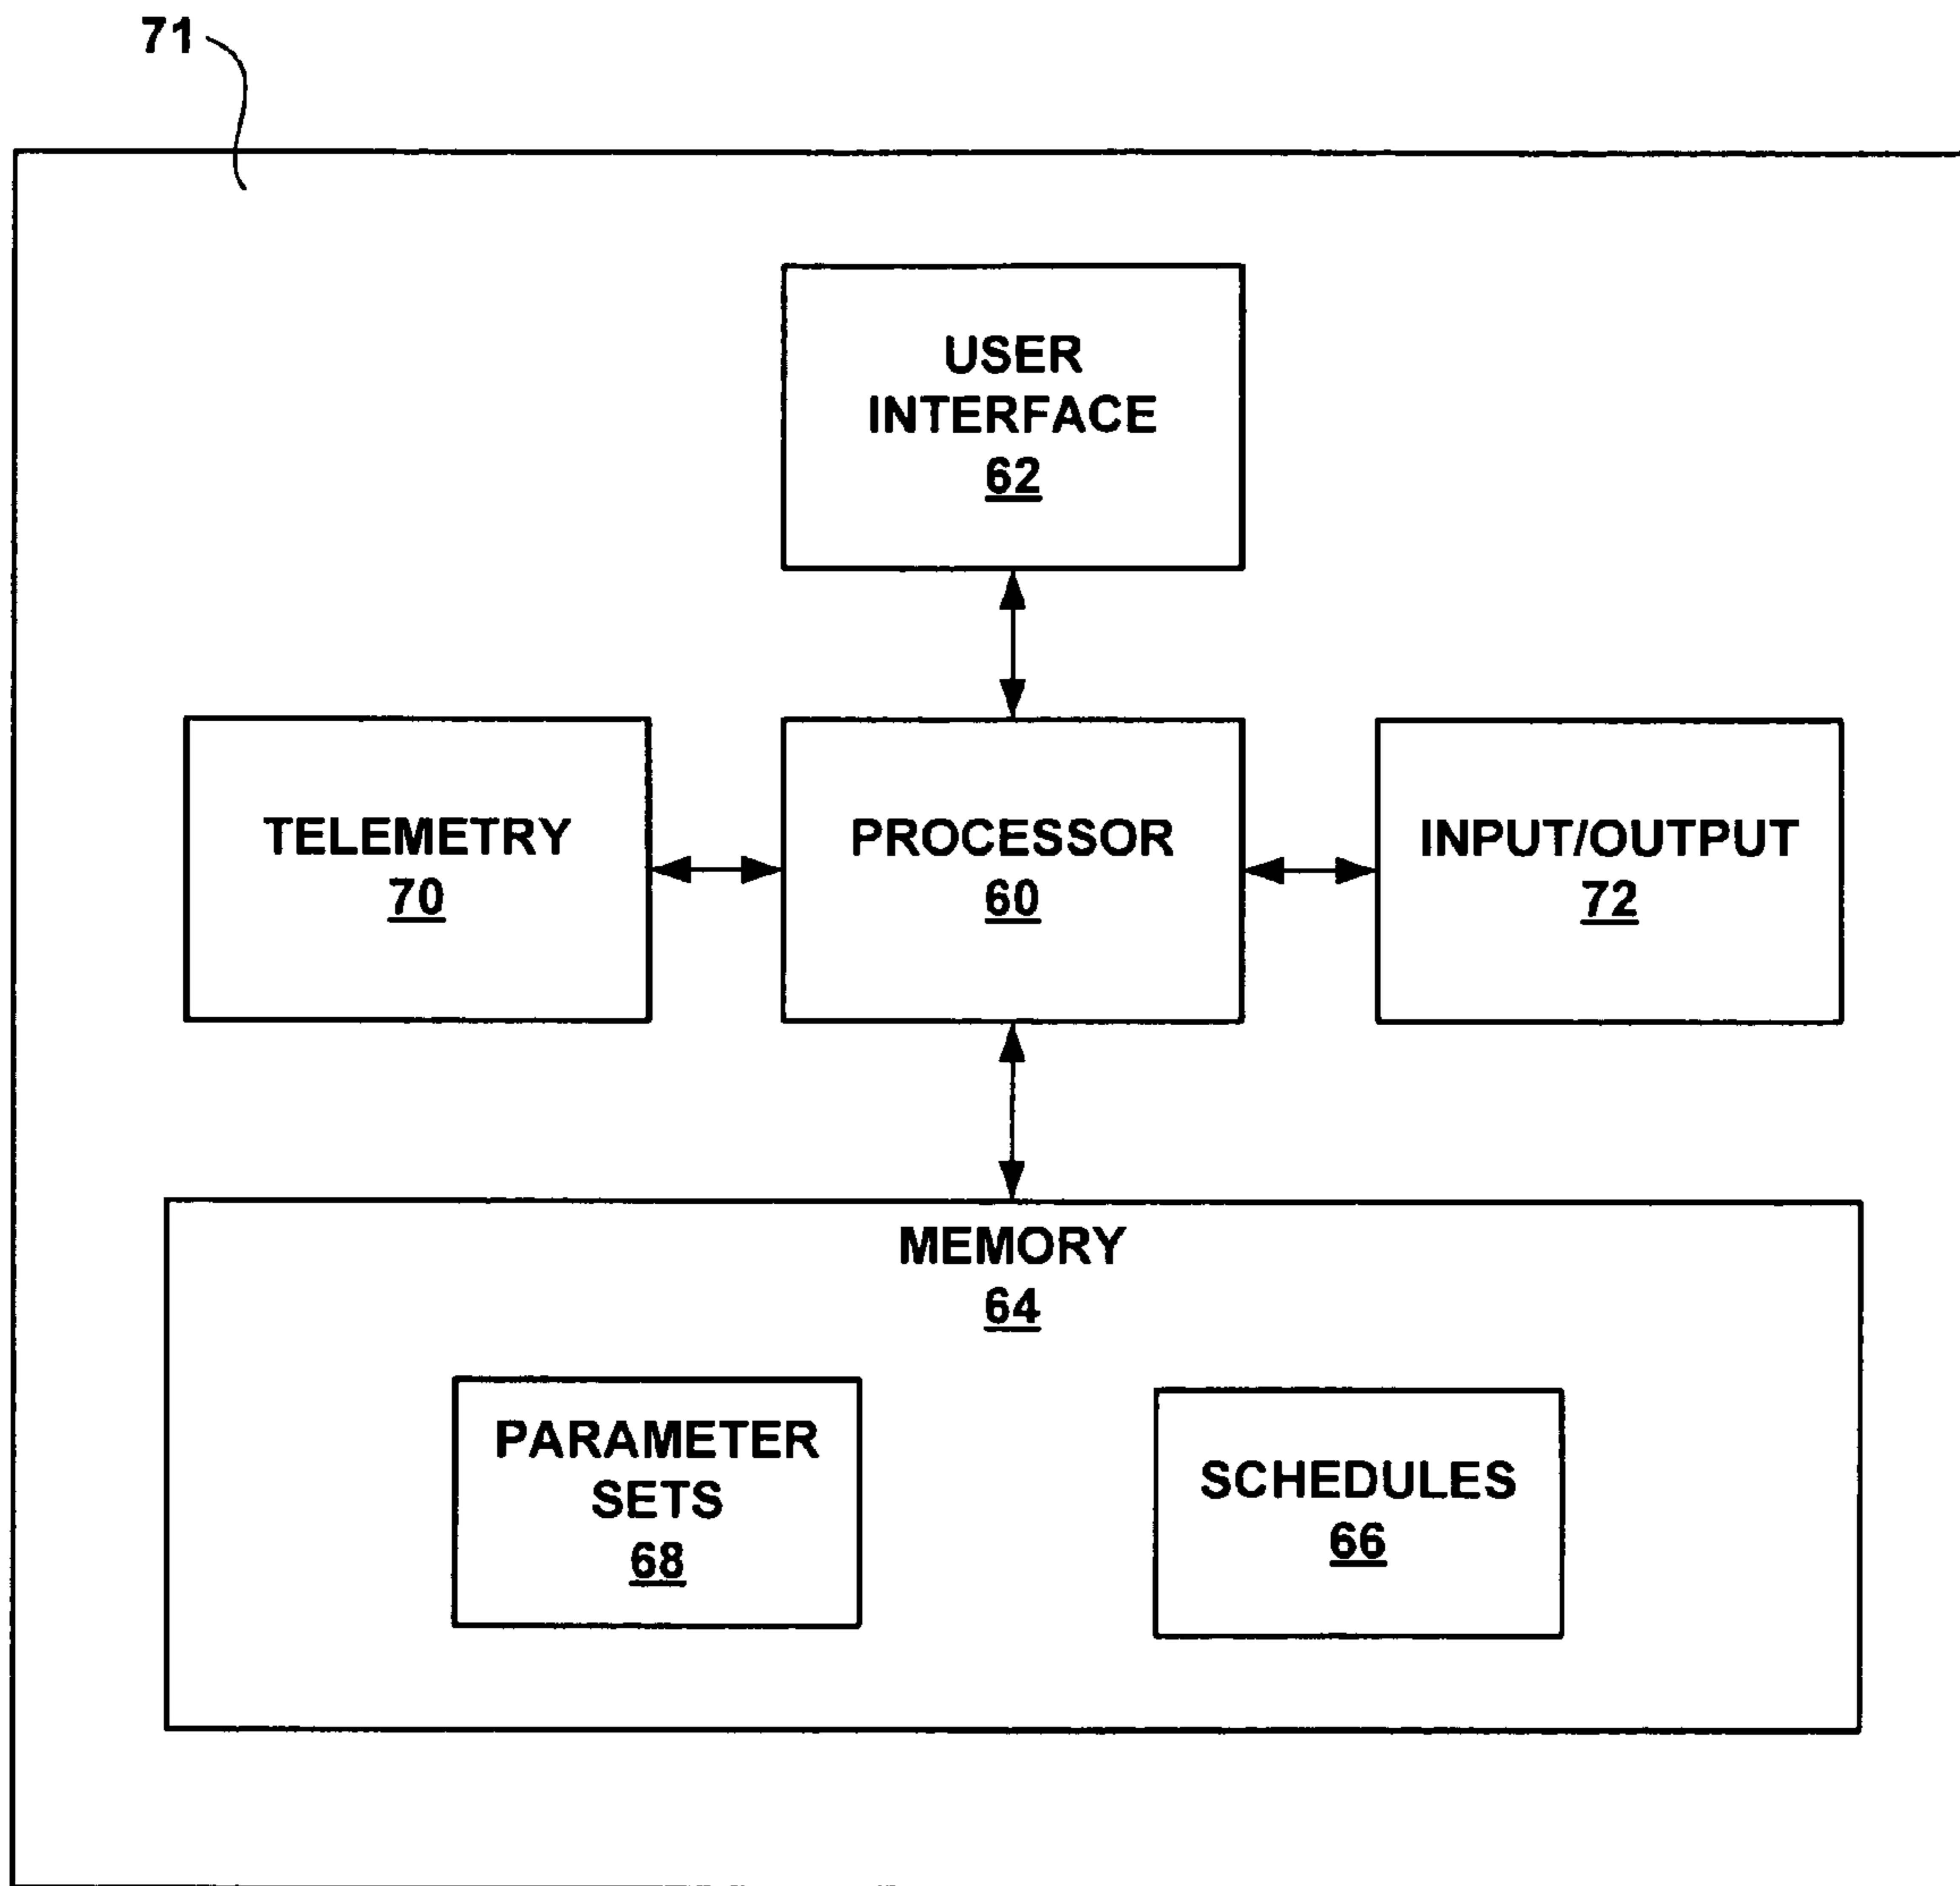 71
USER
INTERFACE
62
TELEMETRY
70
PROCESSOR
60
INPUT/OUTPUT
72
MEMORY
64
PARAMETER
SETS
68
SCHEDULES
66